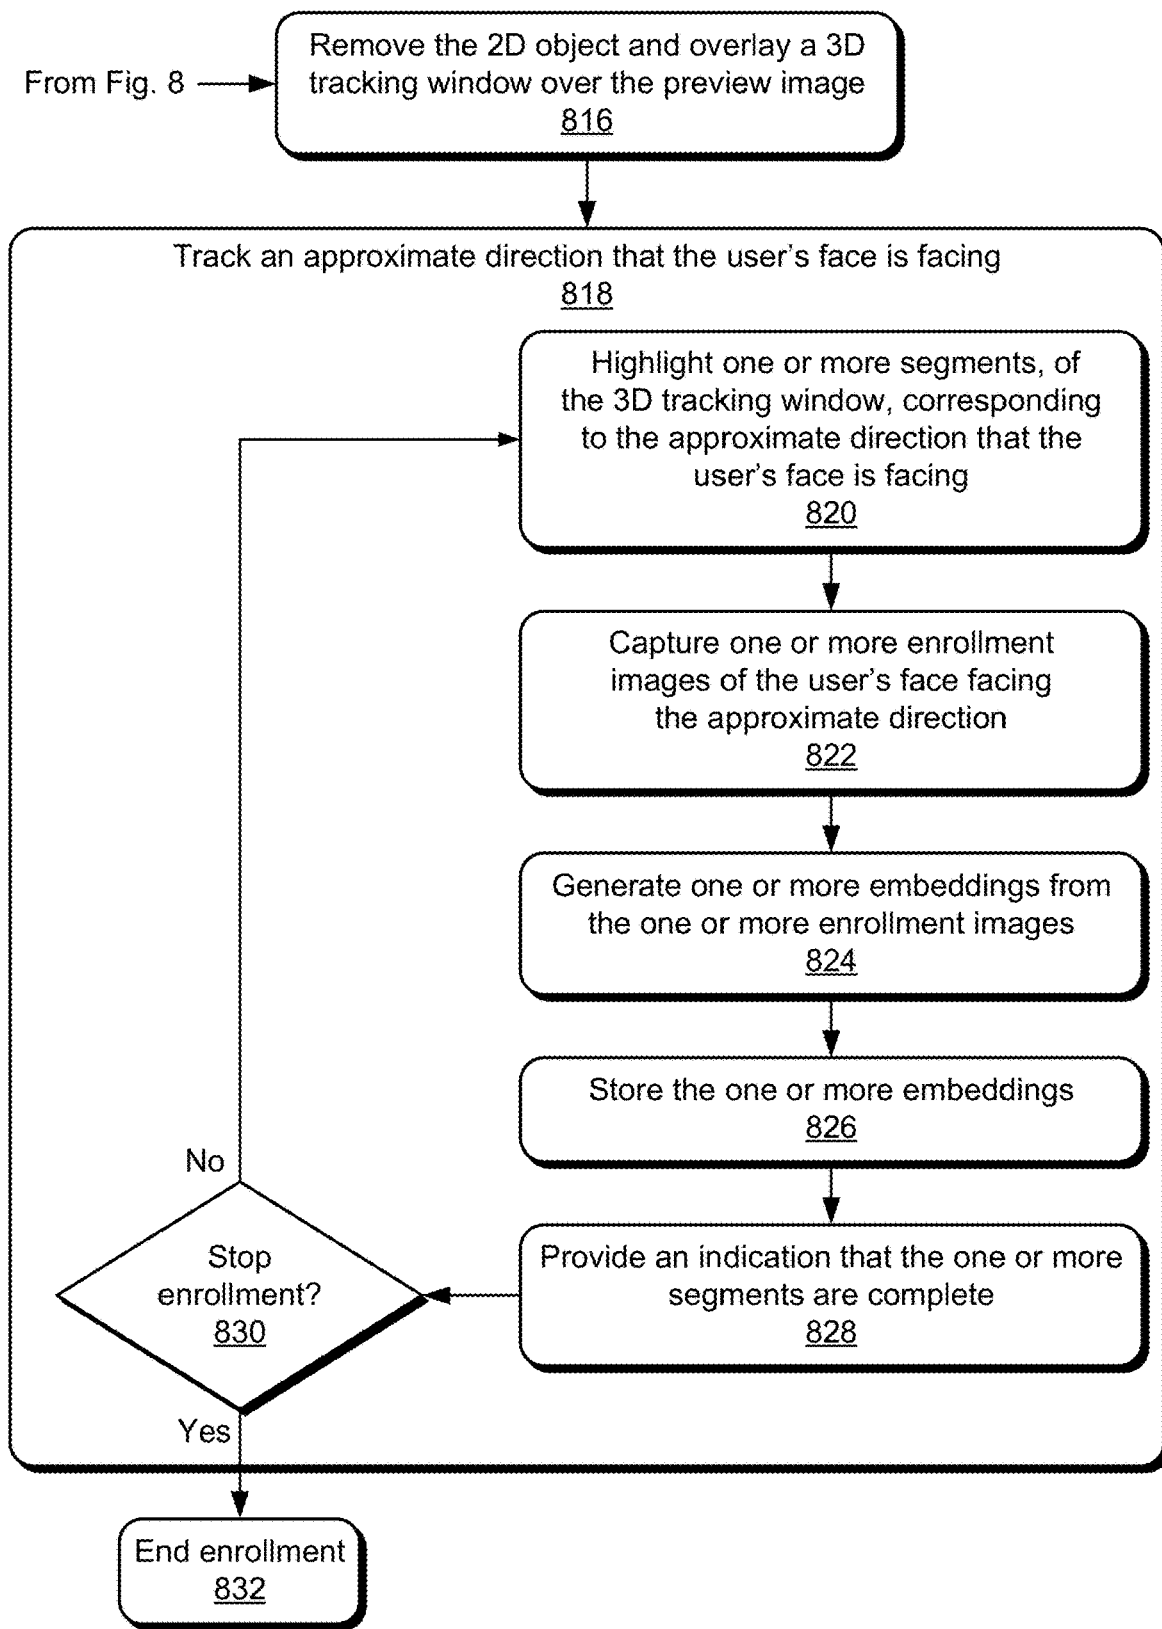 From Fig. 8
Remove the 2D object and overlay a 3D
tracking window over the preview image
816
Track an approximate direction that the user's face is facing
818
Highlight one or more segments, of
the 3D tracking window, corresponding
to the approximate direction that the
user's face is facing
820
Capture one or more enrollment
images of the user's face facing
the approximate direction
822
Generate one or more embeddings from
the one or more enrollment images
824
Store the one or more embeddings
826
Provide an indication that the one or more
segments are complete
828
No
Stop
enrollment?
830
Yes
End enrollment
832